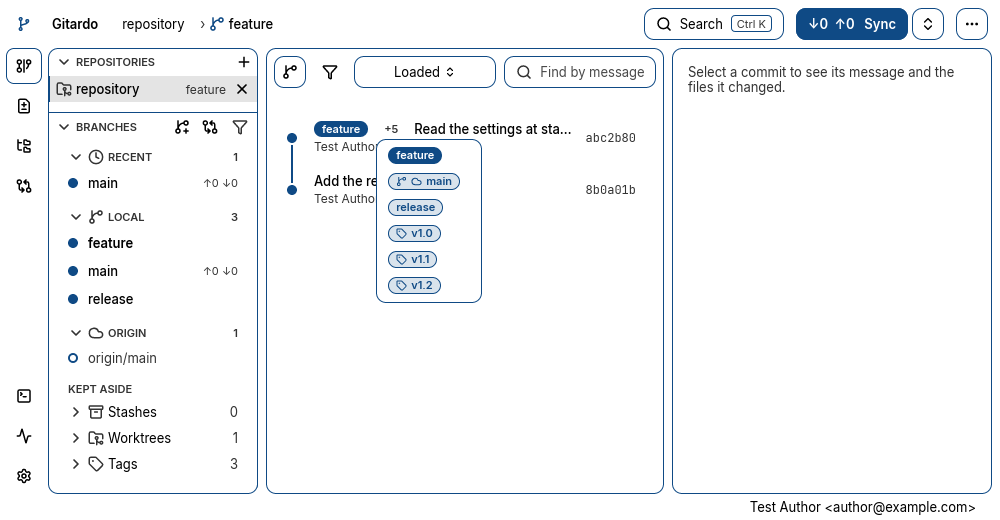 Gitardo repository › feature Search Ctrl K ↓0 ↑0 Sync
REPOSITORIES
repository feature
BRANCHES
RECENT 1
main ↑0 ↓0
LOCAL 3
feature
main ↑0 ↓0
release
ORIGIN 1
origin/main
KEPT ASIDE
Stashes 0
Worktrees 1
Tags 3
Loaded Find by message
feature +5 Read the settings at sta... abc2b80
Test Autho
Add the re 8b0a01b
Test Autho
feature
main
release
v1.0
v1.1
v1.2
Select a commit to see its message and the
files it changed.
Test Author <author@example.com>